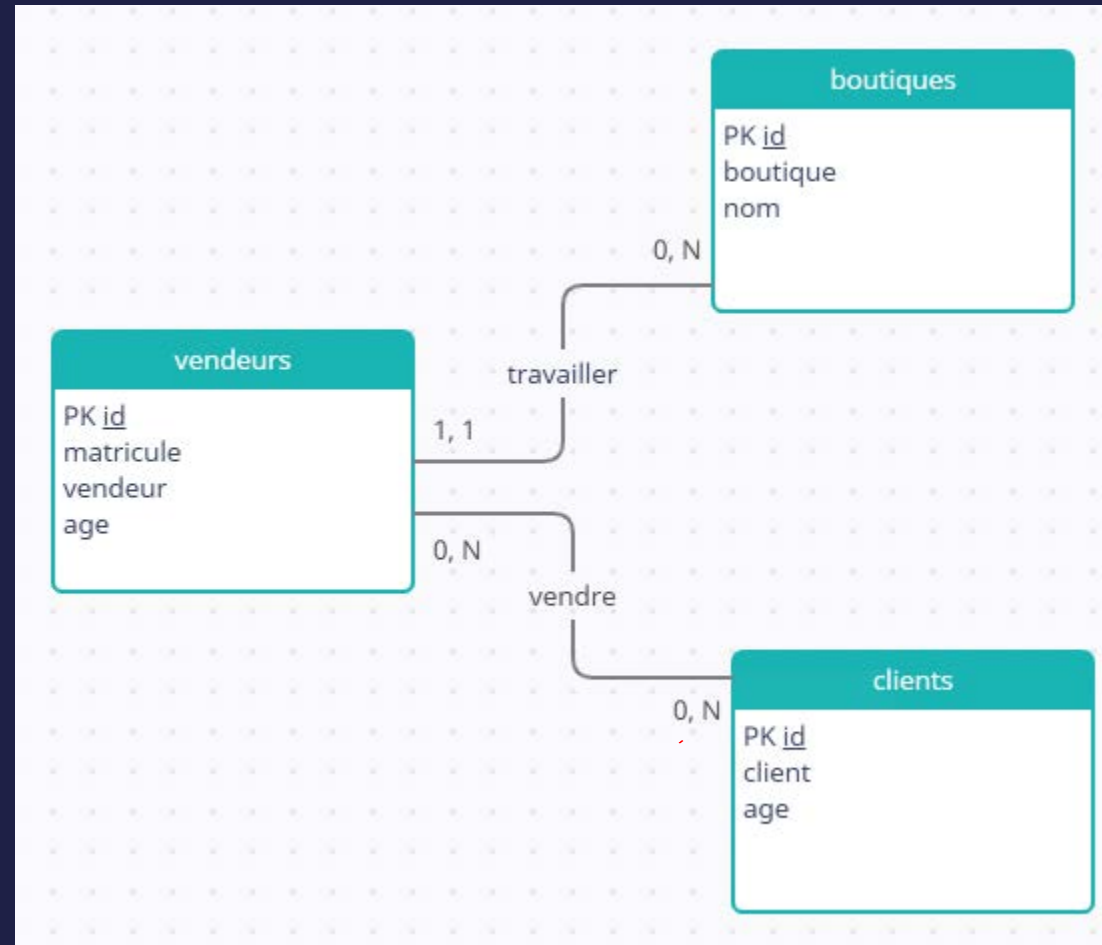 boutiques
PK id
boutique
nom
0, N
travailler
vendeurs
PK id
matricule
vendeur
age
1, 1
0, N
vendre
clients
0, N
PK id
client
age